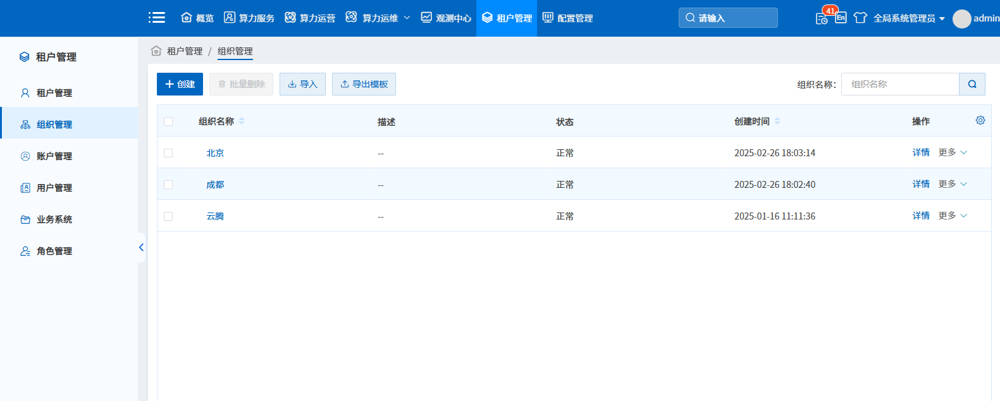 概览 算力服务 算力运营 算力运维 观测中心 租户管理 配置管理 请输入 41 En 全局系统管理员 admin
租户管理
租户管理
组织管理
账户管理
用户管理
业务系统
角色管理
租户管理 / 组织管理
创建 批量删除 导入 导出模板 组织名称: 组织名称
组织名称 描述 状态 创建时间 操作
北京 -- 正常 2025-02-26 18:03:14 详情 更多
成都 -- 正常 2025-02-26 18:02:40 详情 更多
云腾 -- 正常 2025-01-16 11:11:36 详情 更多